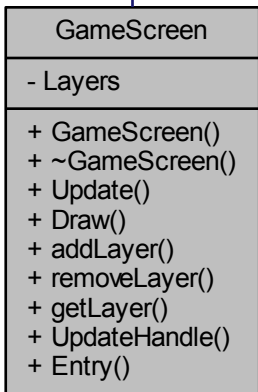 GameScreen
- Layers
+ GameScreen()
+ ~GameScreen()
+ Update()
+ Draw()
+ addLayer()
+ removeLayer()
+ getLayer()
+ UpdateHandle()
+ Entry()